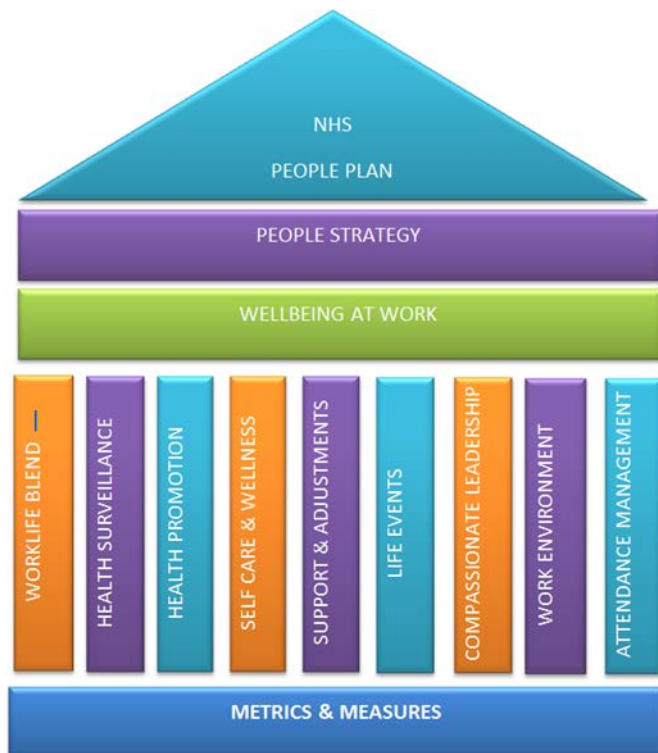 NHS
PEOPLE PLAN
PEOPLE STRATEGY
WELLBEING AT WORK
WORKLIFE BLEND
HEALTH SURVEILLANCE
HEALTH PROMOTION
SELF CARE & WELLNESS
SUPPORT & ADJUSTMENTS
LIFE EVENTS
COMPASSIONATE LEADERSHIP
WORK ENVIRONMENT
ATTENDANCE MANAGEMENT
METRICS & MEASURES